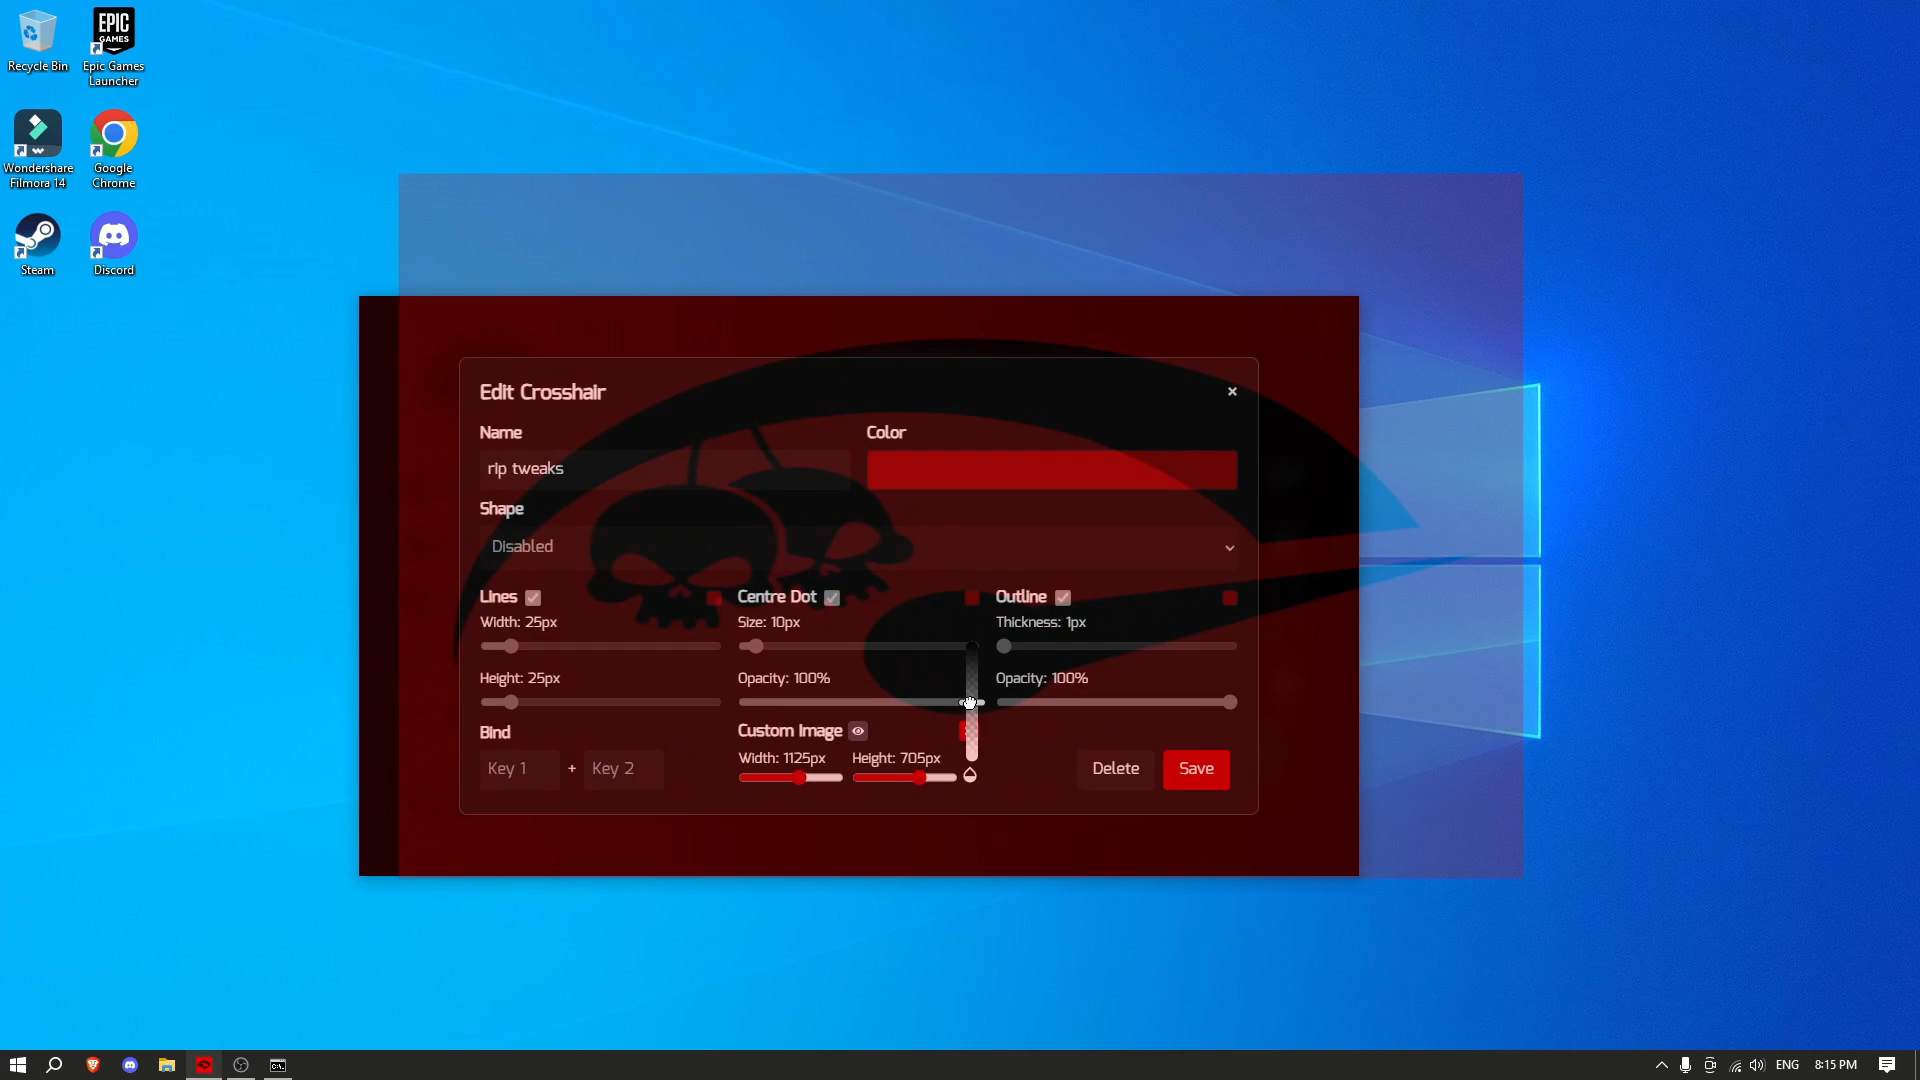 Recycle Bin
EPIC
GAMES
Epic Games
Launcher
Wondershare
Filmora 14
Google
Chrome
Steam
Discord
Edit Crosshair
×
Name
Color
rip tweaks
Shape
Disabled
Lines
Centre Dot
Outline
Width: 25px
Size: 10px
Thickness: 1px
Height: 25px
Opacity: 100%
Opacity: 100%
Bind
Custom Image
Key 1 + Key 2
Width: 1125px
Height: 705px
Delete
Save
ENG
8:15 PM